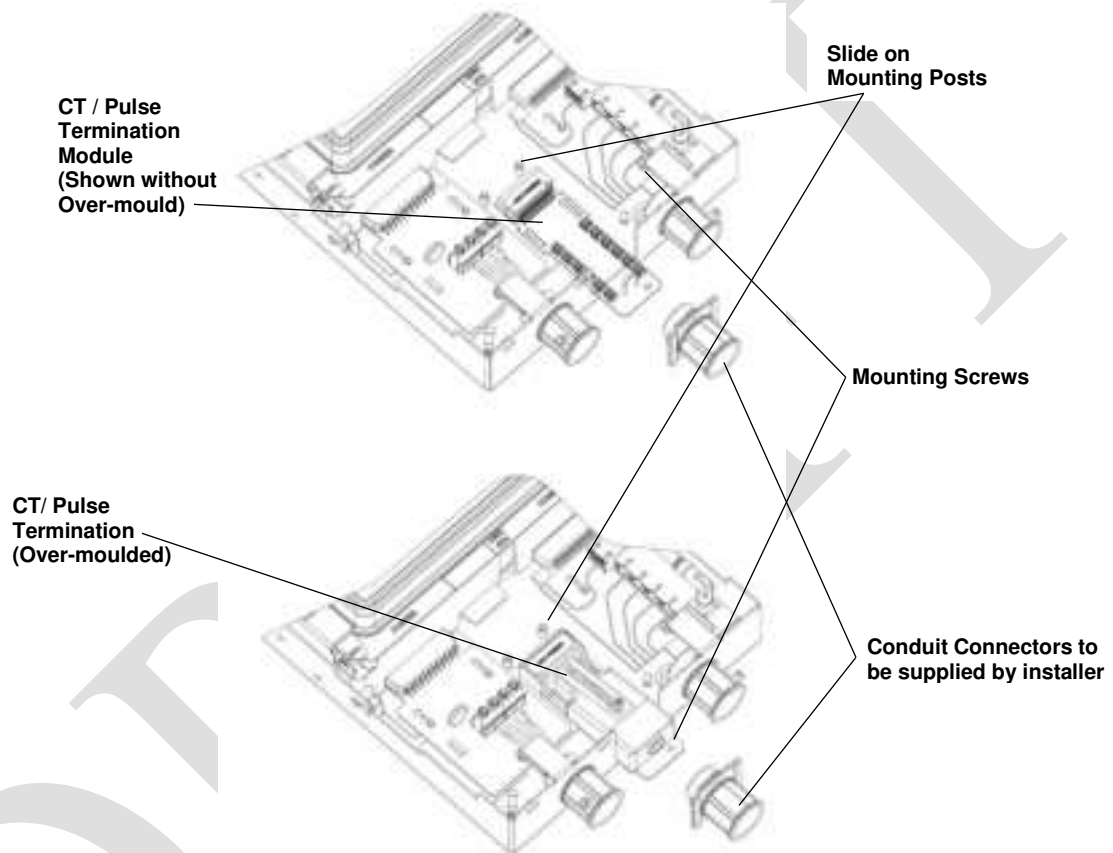 Slide on
Mounting Posts
CT / Pulse
Termination
Module
(Shown without
Over-mould)
Mounting Screws
CT/ Pulse
Termination
(Over-moulded)
Conduit Connectors to
be supplied by installer